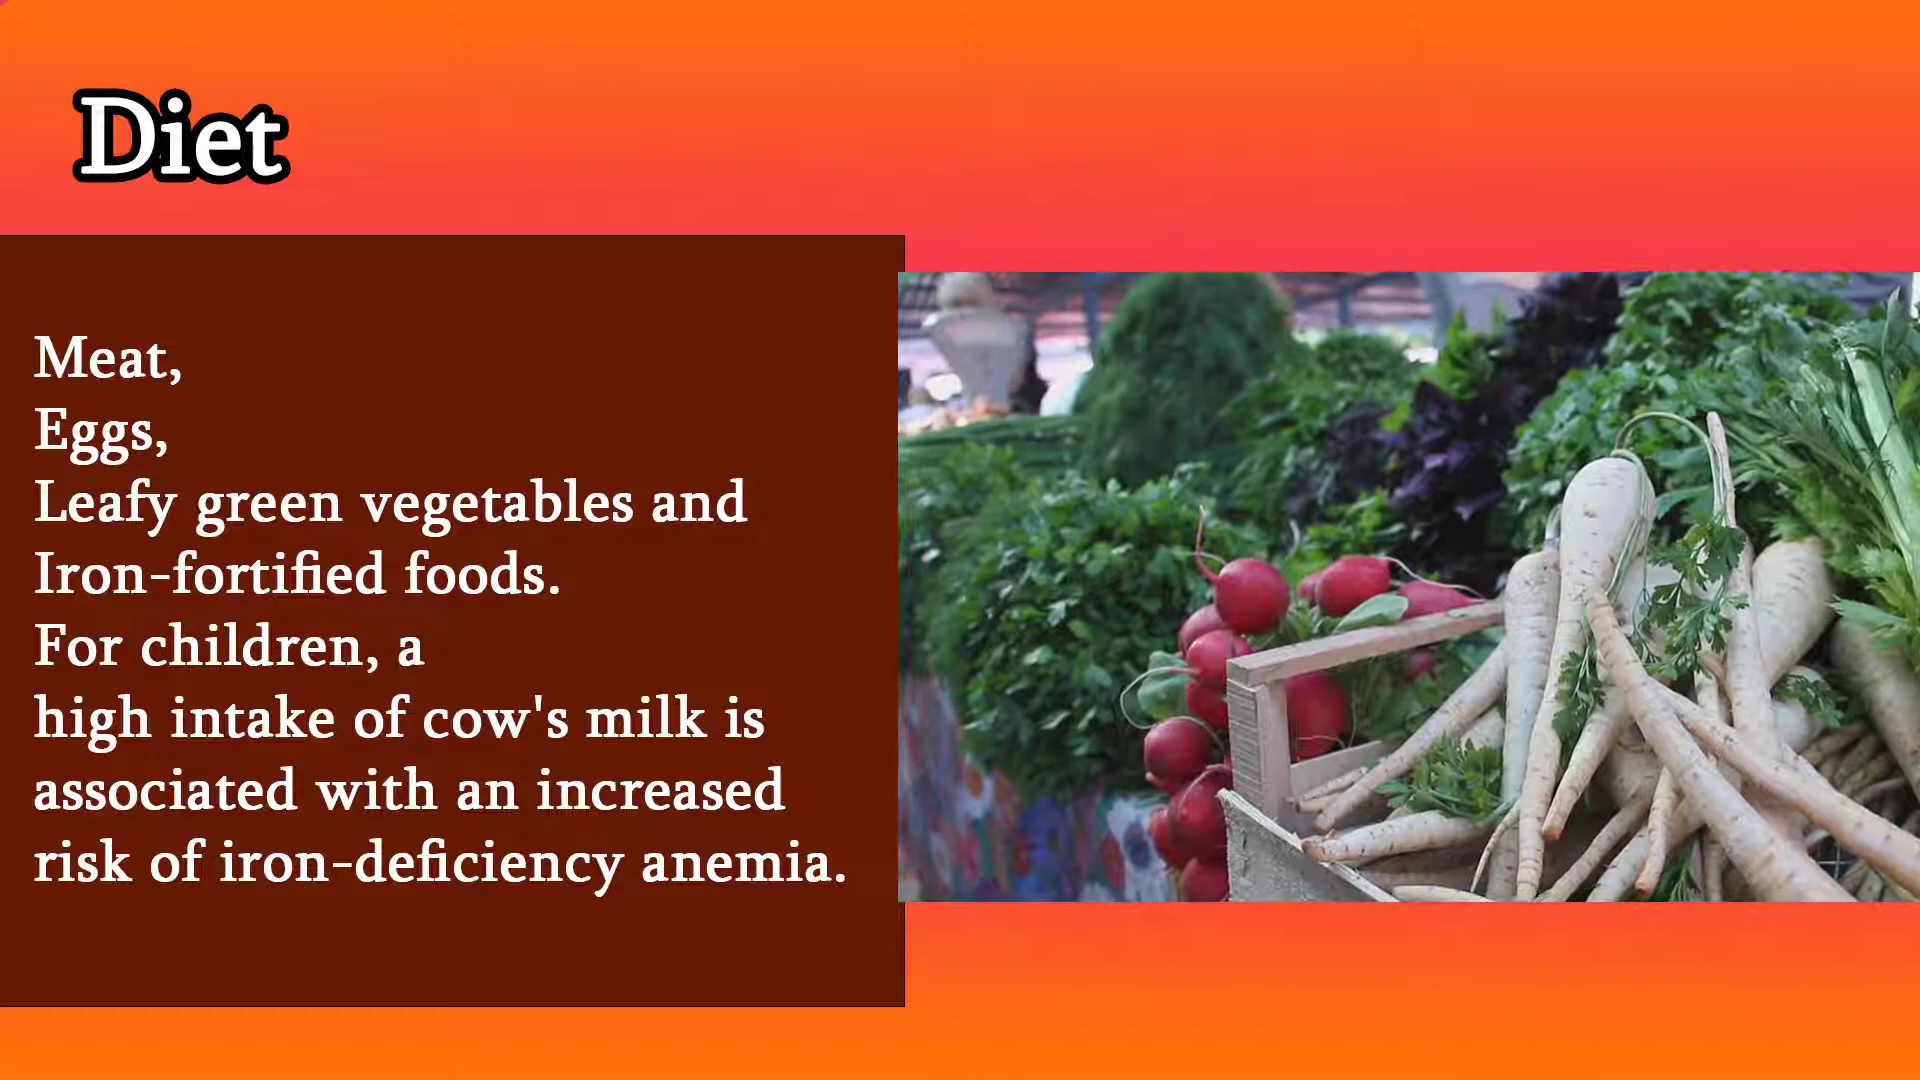 Diet
Meat,
Eggs,
Leafy green vegetables and
Iron-fortified foods.
For children, a
high intake of cow's milk is
associated with an increased
risk of iron-deficiency anemia.